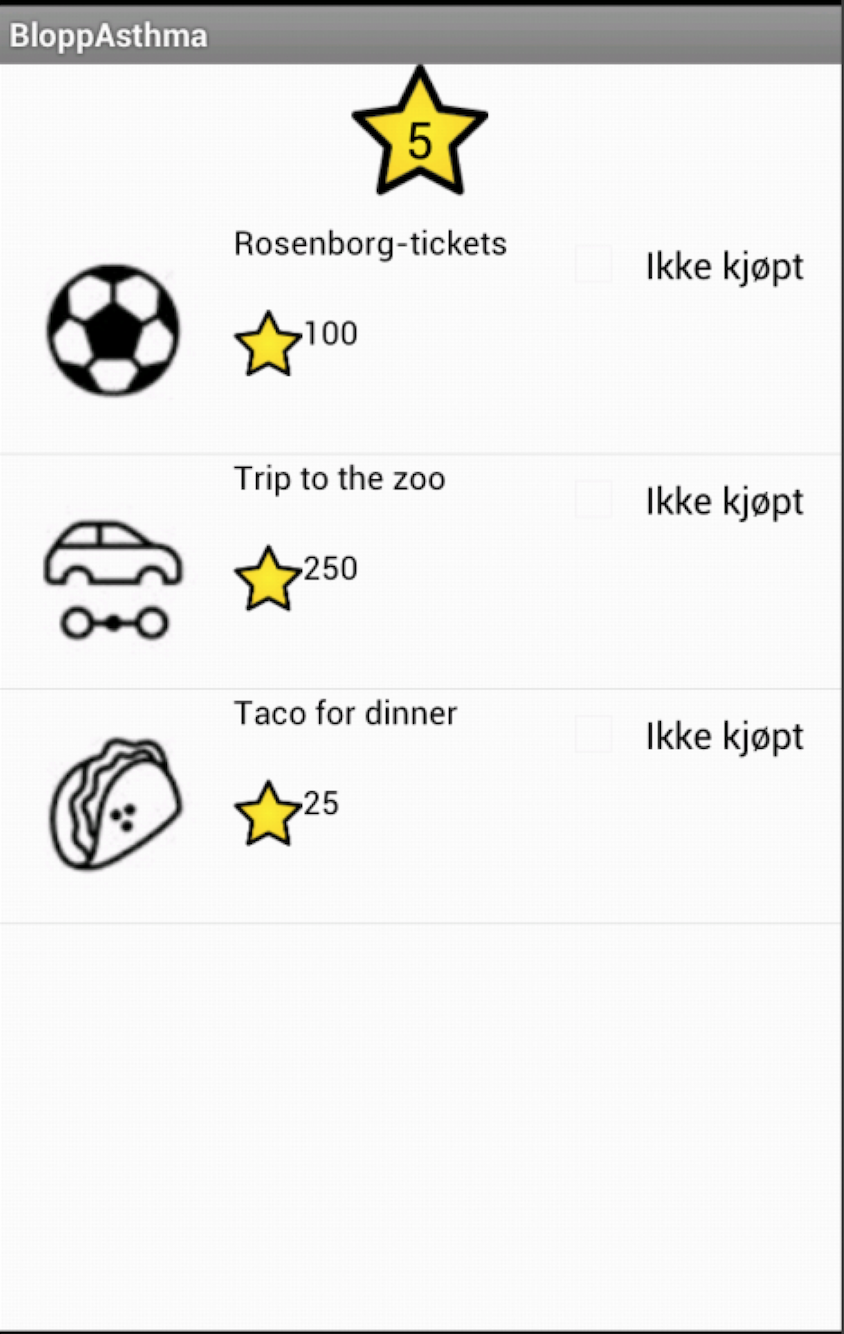 BloppAsthma
5
Rosenborg-tickets
Ikke kjøpt
100
Trip to the zoo
Ikke kjøpt
250
Taco for dinner
Ikke kjøpt
25